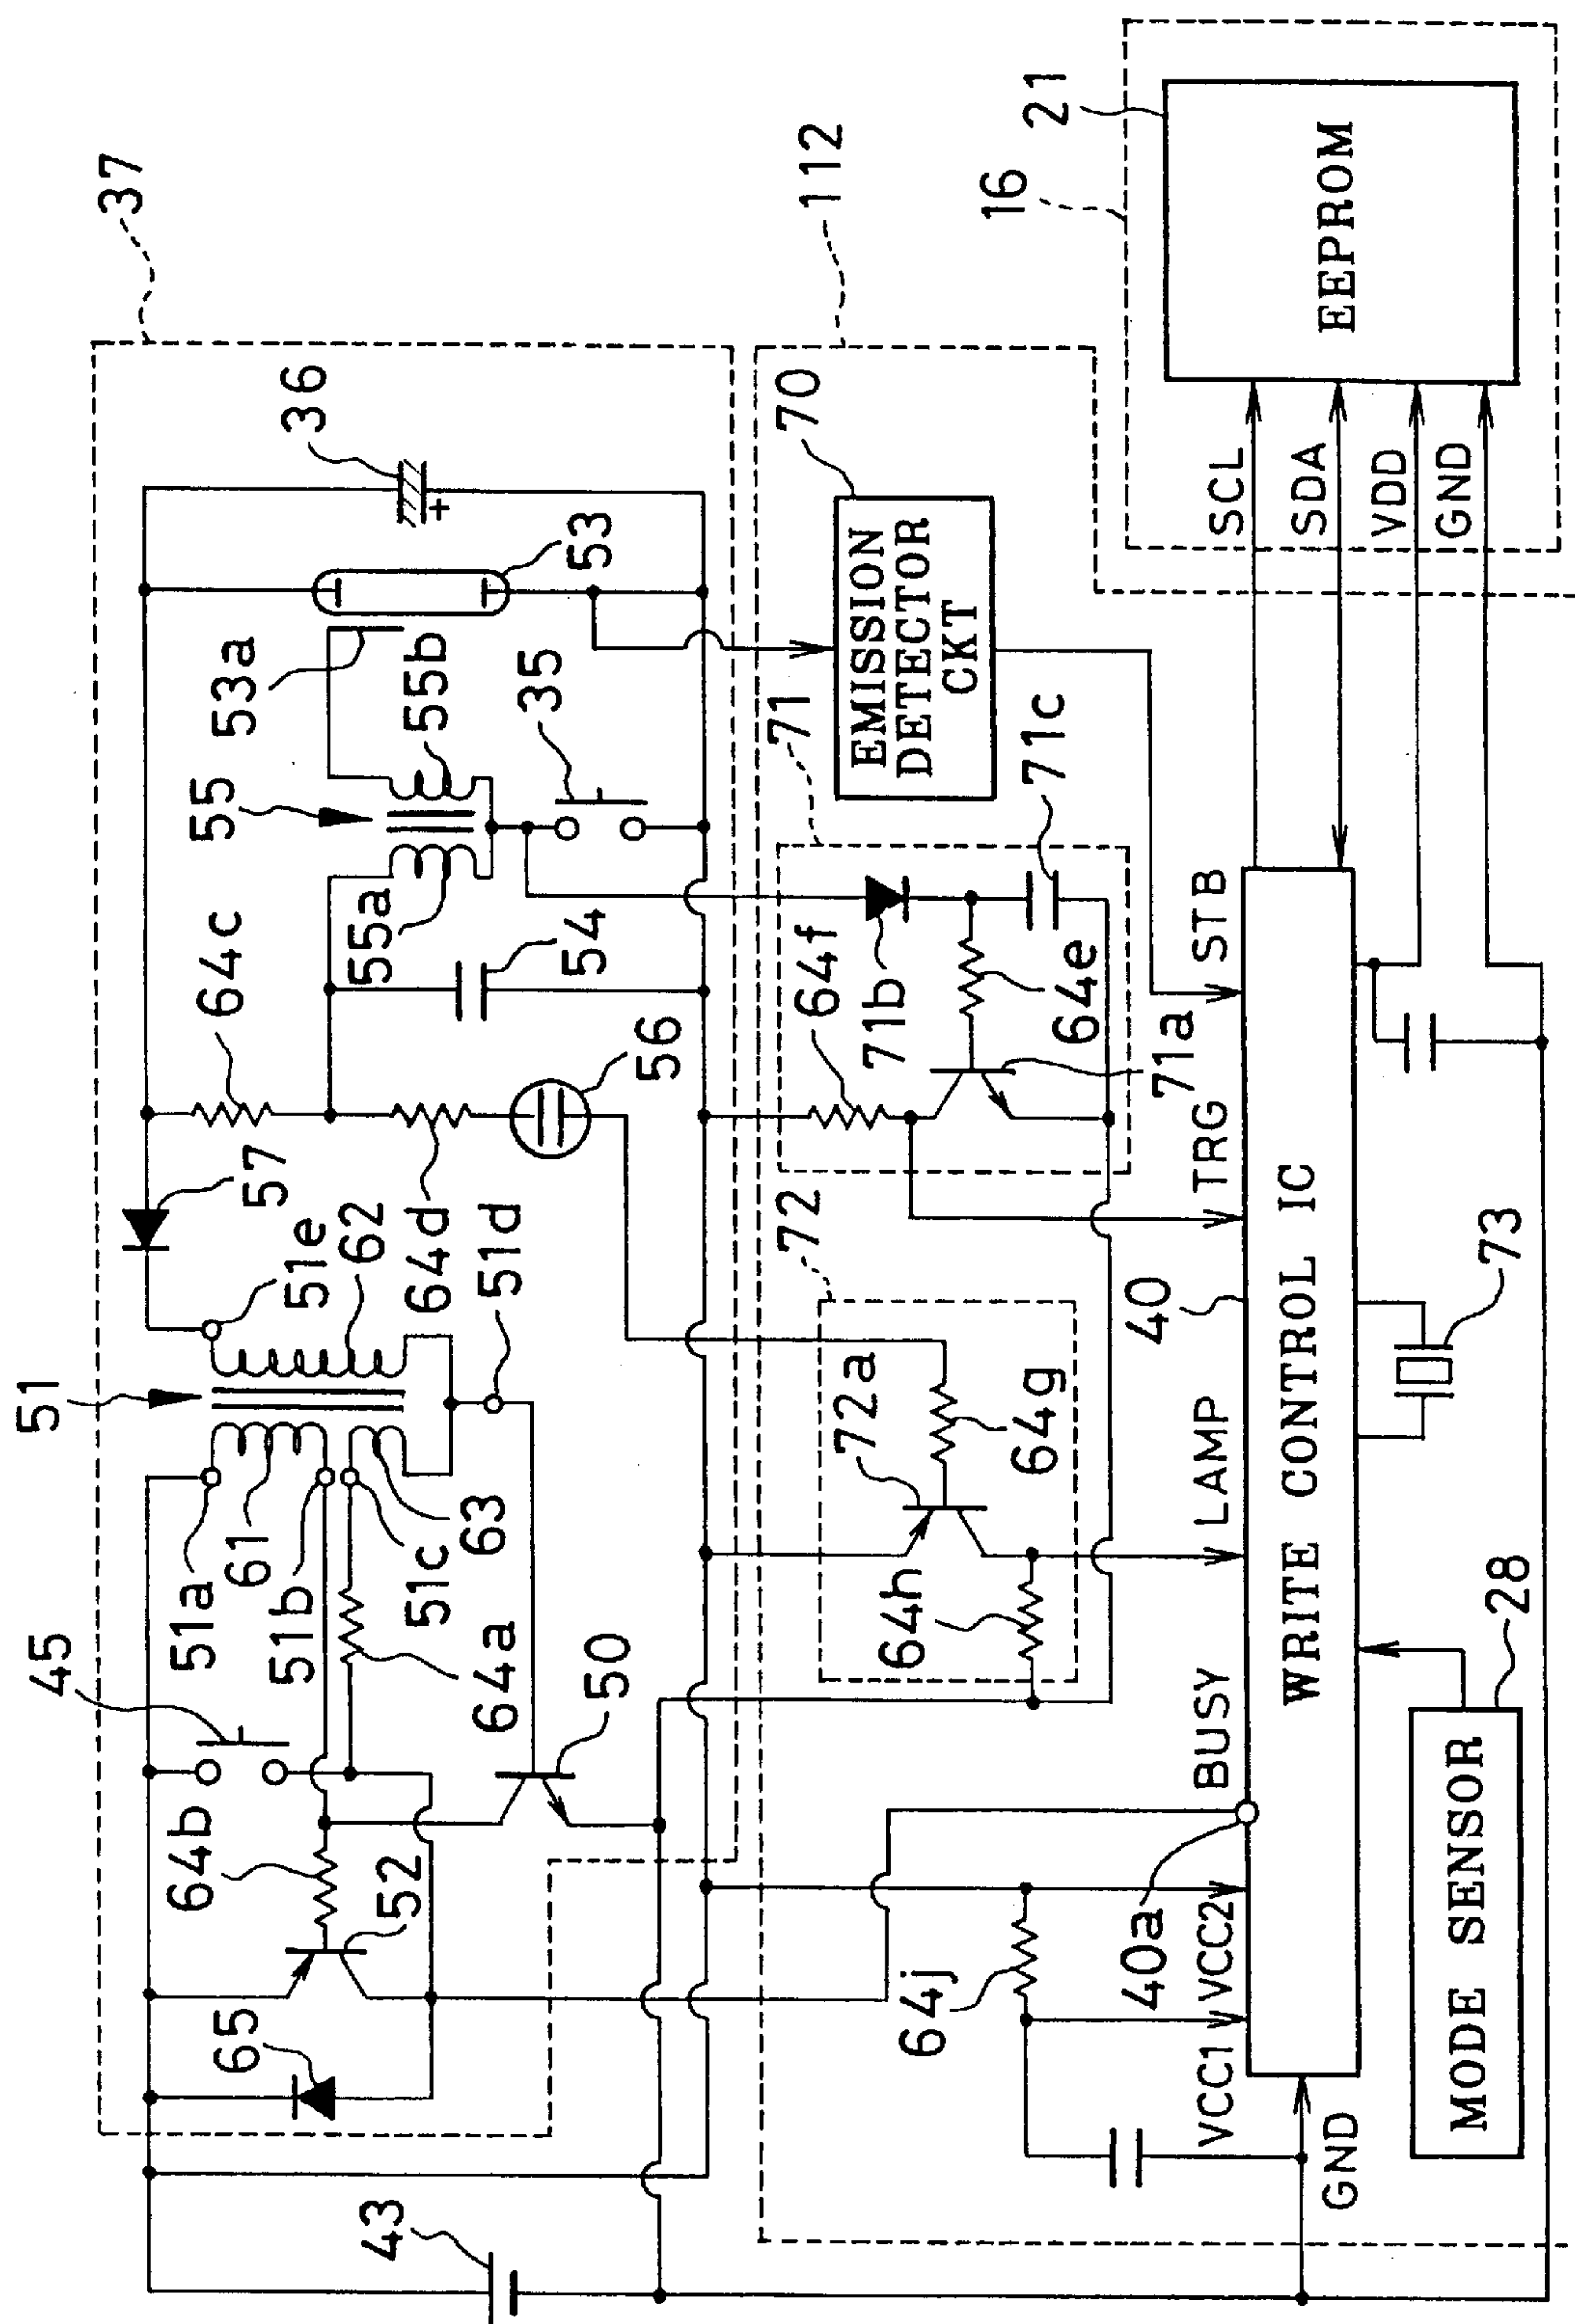 37
51
45
51a
61
51b
51c
63
64a
64b
52
65
50
43
57
51e
62
64d
51d
64c
55
55a
54
56
53a
55b
35
36
53
112
70
EMISSION
DETECTOR
CKT
71
71c
64f
71b
64e
71a
72
72a
64g
64h
64j
40a
40
VCC1
VCC2
BUSY
LAMP
TRG
STB
GND
WRITE CONTROL IC
MODE SENSOR
28
73
16
21
EEPROM
SCL
SDA
VDD
GND